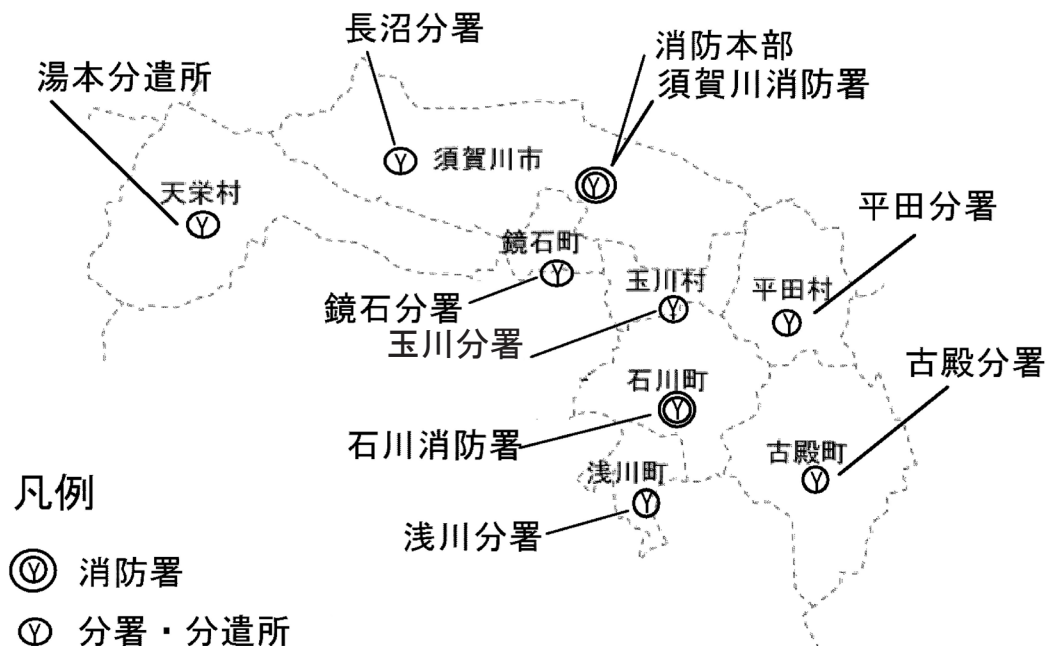 長沼分署
消防本部
須賀川消防署
湯本分遣所
須賀川市
天栄村
平田分署
鏡石町
玉川村
平田村
鏡石分署
玉川分署
古殿分署
石川町
石川消防署
古殿町
浅川町
凡例
浅川分署
消防署
分署・分遣所